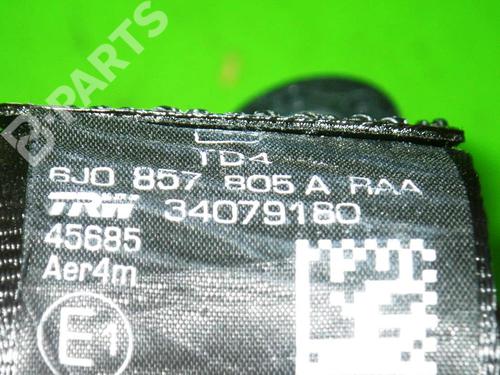 B-PARTS
TD4
6J0 857 805 A RAA
TRW 34079160
45685
Aer4m
E1